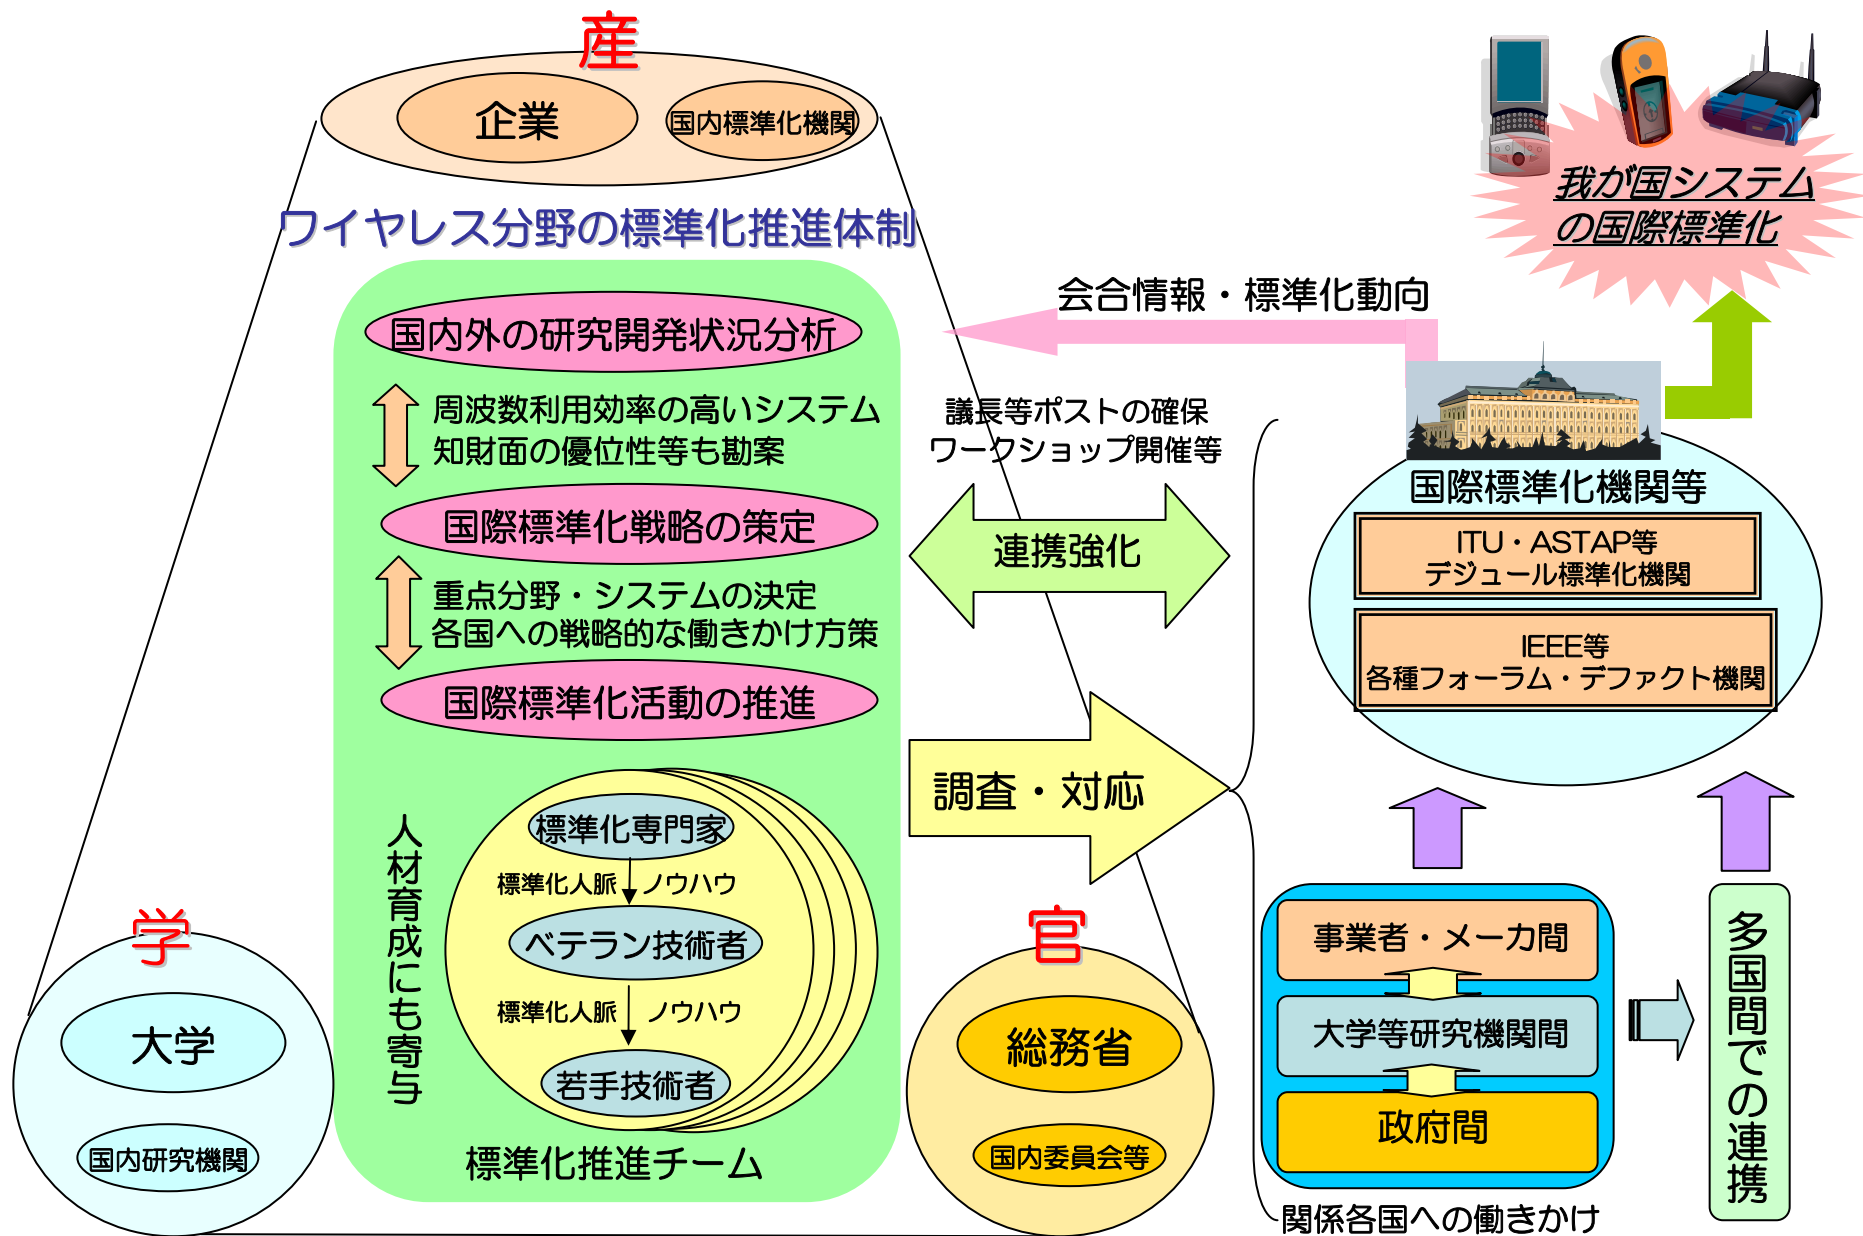 産
企業
国内標準化機関
ワイヤレス分野の標準化推進体制
国内外の研究開発状況分析
周波数利用効率の高いシステム
知財面の優位性等も勘案
国際標準化戦略の策定
重点分野・システムの決定
各国への戦略的な働きかけ方策
国際標準化活動の推進
人材育成にも寄与
標準化専門家
標準化人脈 ノウハウ
ベテラン技術者
標準化人脈 ノウハウ
若手技術者
標準化推進チーム
学
大学
国内研究機関
官
総務省
国内委員会等
会合情報・標準化動向
議長等ポストの確保
ワークショップ開催等
連携強化
調査・対応
我が国システム
の国際標準化
国際標準化機関等
ITU・ASTAP等
デジュール標準化機関
IEEE等
各種フォーラム・デファクト機関
事業者・メーカ間
大学等研究機関間
政府間
関係各国への働きかけ
多国間での連携